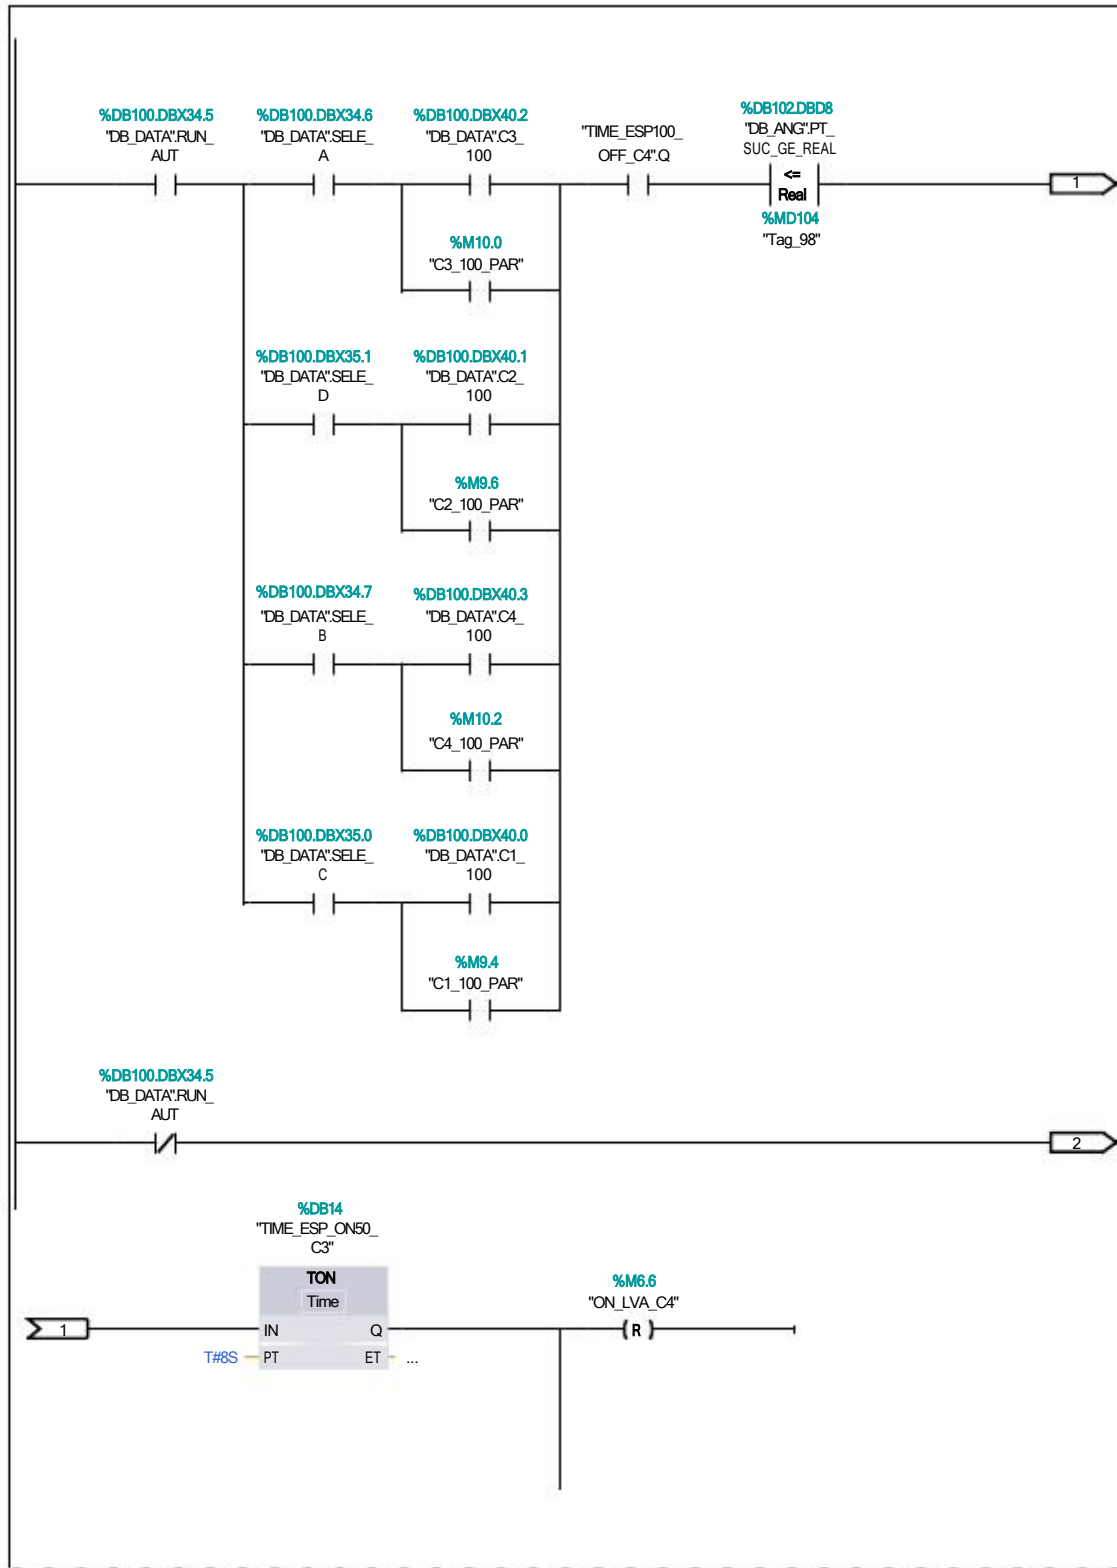 %DB100.DBX34.5
"DB_DATA".RUN_
AUT
%DB100.DBX34.6
"DB_DATA".SELE_
A
%DB100.DBX40.2
"DB_DATA".C3_
100
"TIME_ESP100_
OFF_C4".Q
%DB102.DBD8
"DB_ANG".PT_
SUC_GE_REAL
<=
Real
%MD104
"Tag_98"
1
%M10.0
"C3_100_PAR"
%DB100.DBX35.1
"DB_DATA".SELE_
D
%DB100.DBX40.1
"DB_DATA".C2_
100
%M9.6
"C2_100_PAR"
%DB100.DBX34.7
"DB_DATA".SELE_
B
%DB100.DBX40.3
"DB_DATA".C4_
100
%M10.2
"C4_100_PAR"
%DB100.DBX35.0
"DB_DATA".SELE_
C
%DB100.DBX40.0
"DB_DATA".C1_
100
%M9.4
"C1_100_PAR"
%DB100.DBX34.5
"DB_DATA".RUN_
AUT
2
%DB14
"TIME_ESP_ON50_
C3"
TON
Time
1
IN Q
T#8S PT ET ...
%M6.6
"ON_LVA_C4"
R